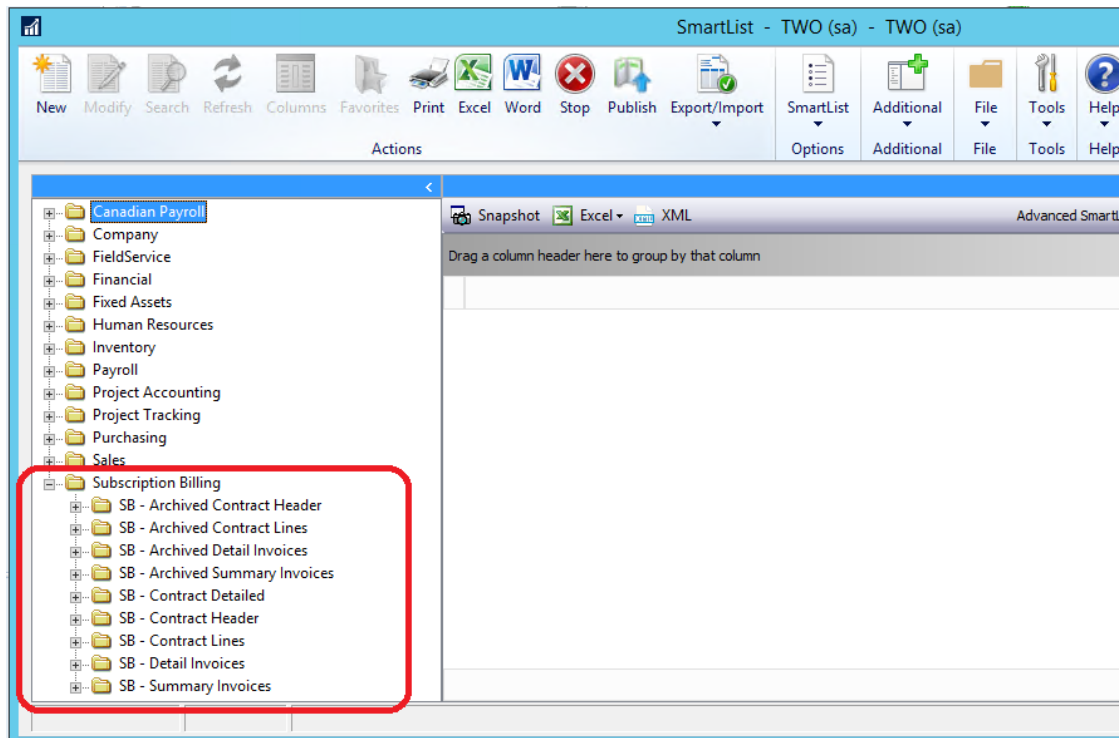 SmartList - TWO (sa) - TWO (sa)
New Modify Search Refresh Columns Favorites Print Excel Word Stop Publish Export/Import SmartList Additional File Tools Help
Actions Options Additional File Tools Help
<
Canadian Payroll
Snapshot Excel XML Advanced SmartL
Company
FieldService
Drag a column header here to group by that column
Financial
Fixed Assets
Human Resources
Inventory
Payroll
Project Accounting
Project Tracking
Purchasing
Sales
Subscription Billing
SB - Archived Contract Header
SB - Archived Contract Lines
SB - Archived Detail Invoices
SB - Archived Summary Invoices
SB - Contract Detailed
SB - Contract Header
SB - Contract Lines
SB - Detail Invoices
SB - Summary Invoices